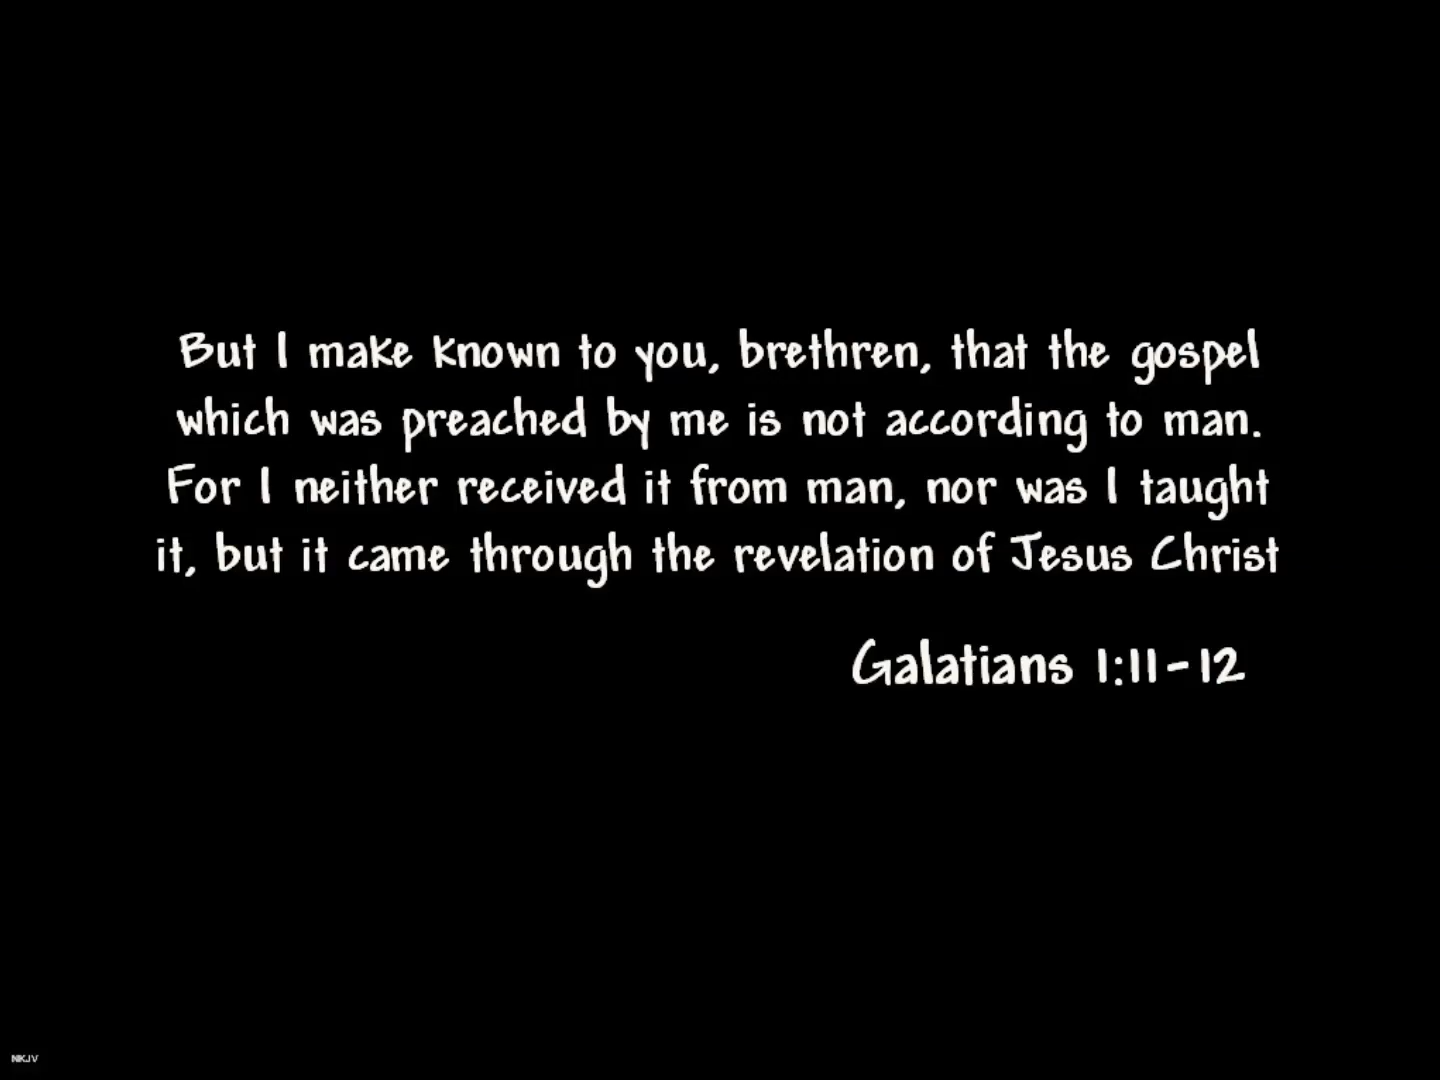 But I make known to you, brethren, that the gospel
which was preached by me is not according to man.
For I neither received it from man, nor was I taught
it, but it came through the revelation of Jesus Christ
Galatians 1:11-12
NKJV